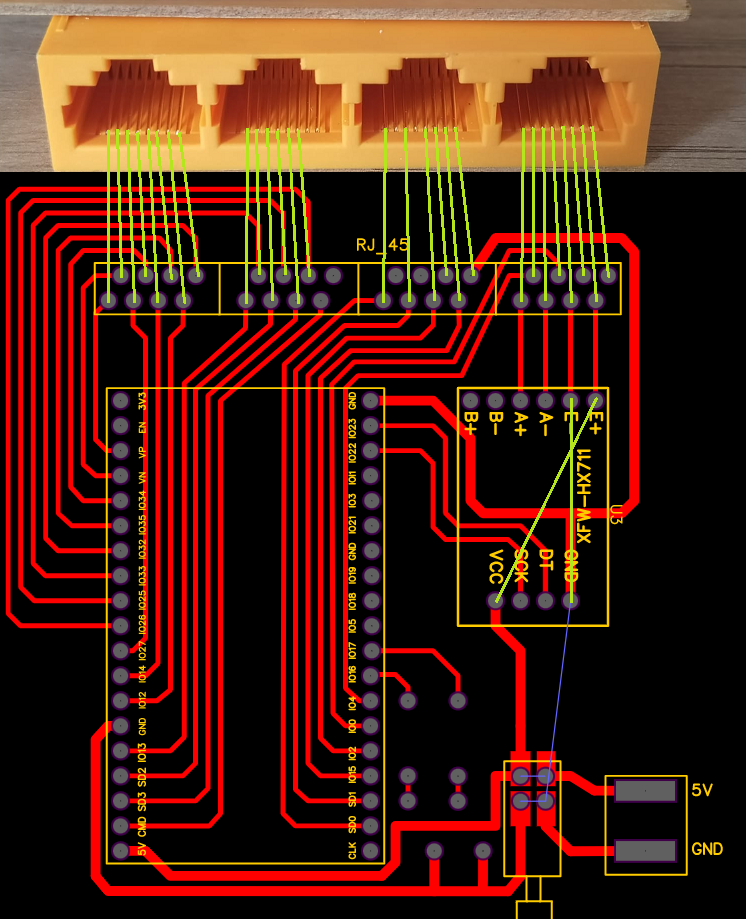 RJ_45
3V3
EN
VP
VN
IO34
IO35
IO32
IO33
IO25
IO26
IO27
IO14
IO12
GND
IO13
SD2
SD3
CMD
5V
GND
IO23
IO22
IO1
IO3
IO21
GND
IO19
IO18
IO5
IO17
IO16
IO4
IO0
IO2
IO15
SD1
SD0
CLK
B+ B- A+ A- E- E+
XFW-HX711
U3
VCC SCK DT GND
5V
GND